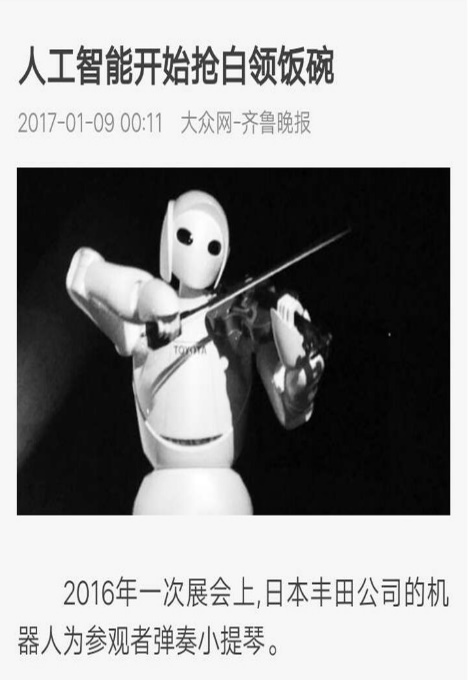 人工智能开始抢白领饭碗
2017-01-09 00:11 大众网-齐鲁晚报
TOYOTA
2016年一次展会上,日本丰田公司的机
器人为参观者弹奏小提琴。